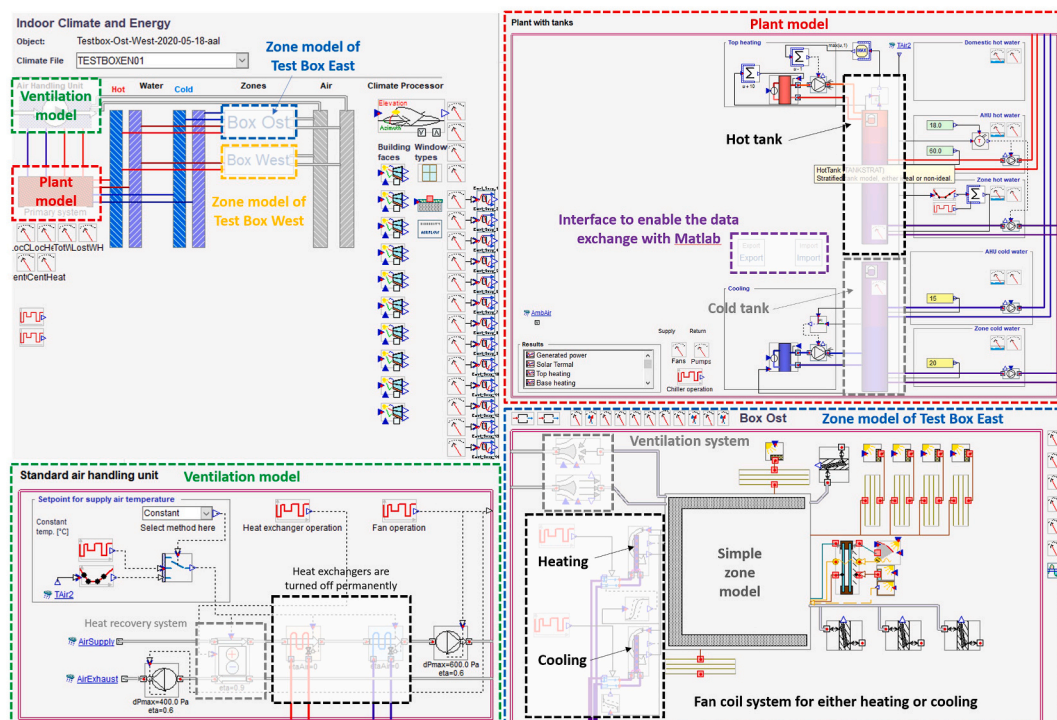 Indoor Climate and Energy
Object: Testbox-Ost-West-2020-05-18-aal
Climate File TESTBOXEN01
Zone model of
Test Box East
Air Handling Unit
Ventilation
model
Hot Water Cold Zones Air Climate Processor
Elevation
Azimuth
Box Ost
Box West
Building
faces
Window
types
Plant
model
Primary system
Zone model of
Test Box West
AIRFLOW
Plant with tanks
Plant model
Top heating
TAir2
Domestic hot water
Hot tank
AHU hot water
18.0
60.0
HotTank
Stratified tank model, either ideal or non-ideal.
Zone hot water
Interface to enable the data
exchange with Matlab
Export
Import
AHU cold water
Cold tank
Cooling
15
AmbAir
Supply Return
Fans Pumps
Chiller operation
Results
Generated power
Solar Termal
Top heating
Base heating
Zone cold water
20
Standard air handling unit
Ventilation model
Setpoint for supply air temperature
Constant
Select method here
Constant
temp. [°C]
TAir2
Heat exchanger operation
Fan operation
Heat exchangers are
turned off permanently
Heat recovery system
AirSupply
AirExhaust
eta=0.9
dPmax=600.0 Pa
eta=0.6
dPmax=400.0 Pa
eta=0.6
Box Ost
Zone model of Test Box East
Ventilation system
Heating
Simple
zone
model
Cooling
Fan coil system for either heating or cooling